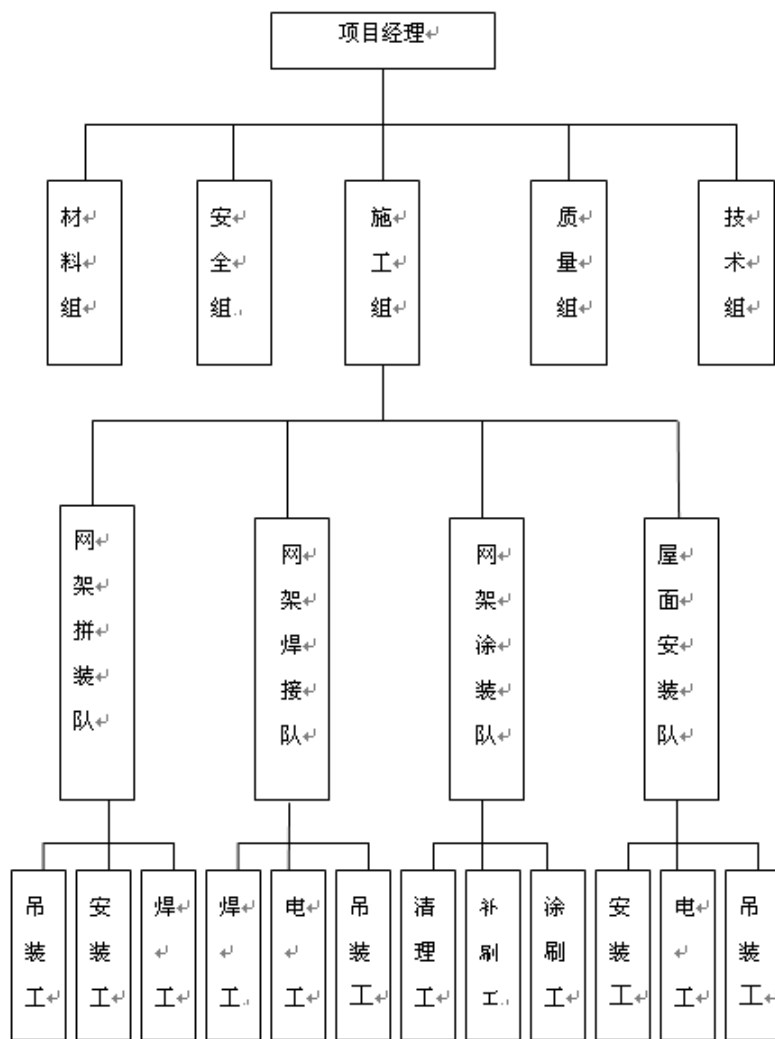 项目经理
材料组
安全组
施工组
质量组
技术组
网架拼装队
网架焊接队
网架涂装队
屋面安装队
吊装工
安装工
焊工
焊工
电工
吊装工
清理工
补刷工
涂刷工
安装工
电工
吊装工